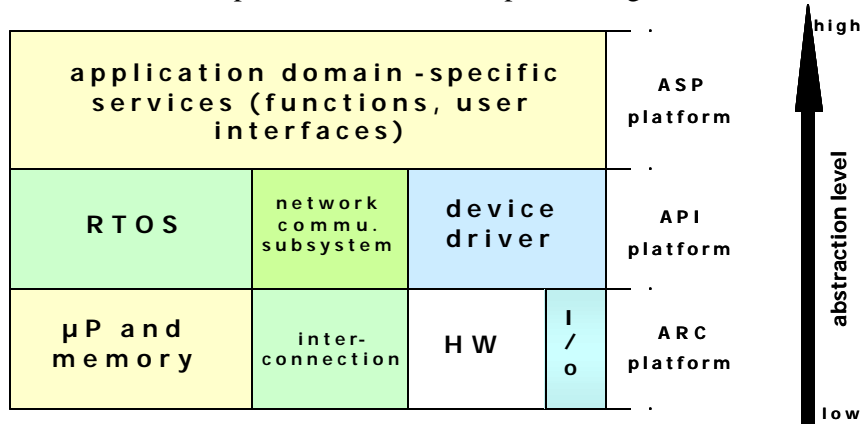 high
application domain -specific
services (functions, user
interfaces)
ASP
platform
RTOS
network
commu.
subsystem
device
driver
API
platform
abstraction level
µP and
memory
inter-
connection
HW
I
/
o
ARC
platform
low